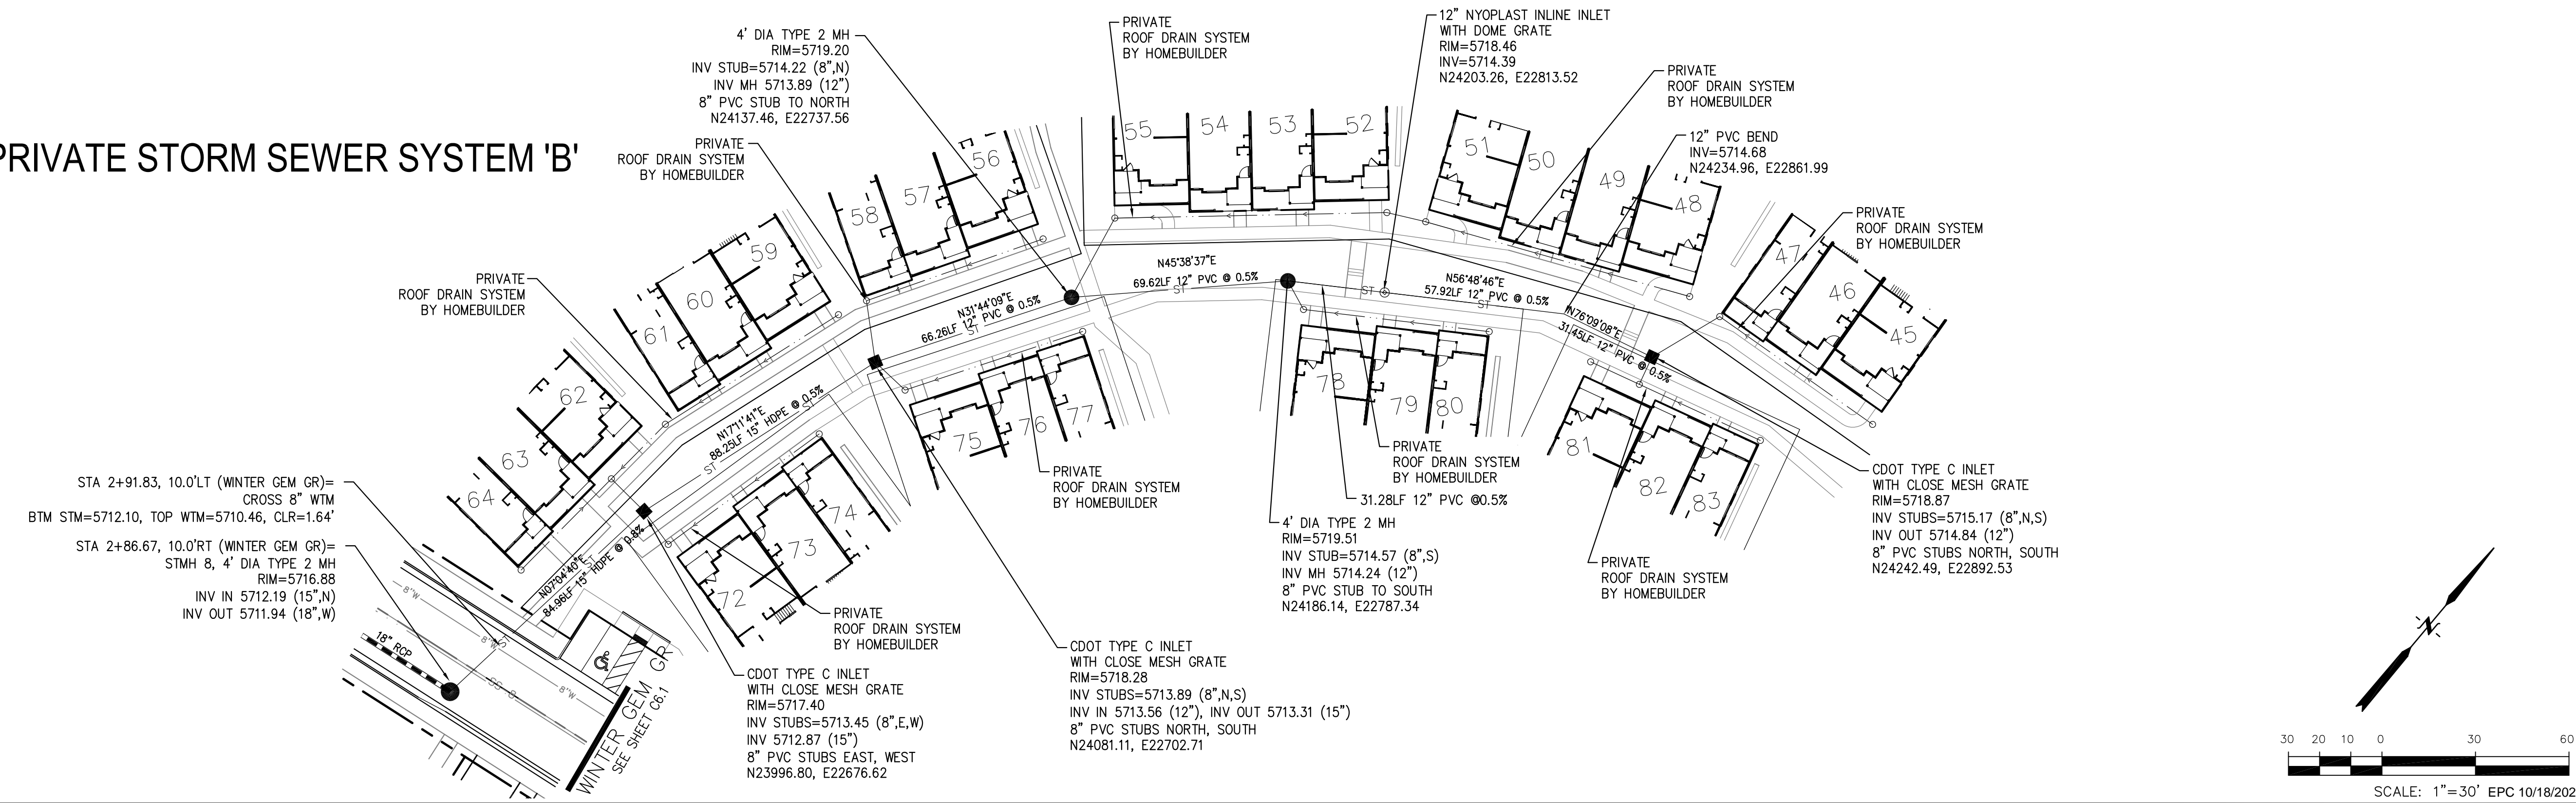 PRIVATE STORM SEWER SYSTEM 'B'
4' DIA TYPE 2 MH
RIM=5719.20
INV STUB=5714.22 (8",N)
INV MH 5713.89 (12")
8" PVC STUB TO NORTH
N24137.46, E22737.56
PRIVATE
ROOF DRAIN SYSTEM
BY HOMEBUILDER
12" NYOPLAST INLINE INLET
WITH DOME GRATE
RIM=5718.46
INV=5714.39
N24203.26, E22813.52
PRIVATE
ROOF DRAIN SYSTEM
BY HOMEBUILDER
12" PVC BEND
INV=5714.68
N24234.96, E22861.99
PRIVATE
ROOF DRAIN SYSTEM
BY HOMEBUILDER
PRIVATE
ROOF DRAIN SYSTEM
BY HOMEBUILDER
PRIVATE
ROOF DRAIN SYSTEM
BY HOMEBUILDER
64
63
62
61
60
59
58
57
56
55
54
53
52
51
50
49
48
47
46
45
N07°04'40"E
84.96LF 15" HDPE @ 0.8%
ST
N17°11'41"E
88.25LF 15" HDPE @ 0.5%
ST
ST
N31°44'09"E
66.26LF 12" PVC @ 0.5%
ST
N45°38'37"E
69.62LF 12" PVC @ 0.5%
ST
ST
N56°48'46"E
57.92LF 12" PVC @ 0.5%
ST
N76°09'08"E
31.45LF 12" PVC @ 0.5%
72
73
74
75
76
77
78
79
80
81
82
83
STA 2+91.83, 10.0'LT (WINTER GEM GR)=
CROSS 8" WTM
BTM STM=5712.10, TOP WTM=5710.46, CLR=1.64'
STA 2+86.67, 10.0'RT (WINTER GEM GR)=
STMH 8, 4' DIA TYPE 2 MH
RIM=5716.88
INV IN 5712.19 (15",N)
INV OUT 5711.94 (18",W)
8"W
8"W
8"W
18"
RCP
WINTER GEM GR
SEE SHEET C6.1
PRIVATE
ROOF DRAIN SYSTEM
BY HOMEBUILDER
CDOT TYPE C INLET
WITH CLOSE MESH GRATE
RIM=5717.40
INV STUBS=5713.45 (8",E,W)
INV 5712.87 (15")
8" PVC STUBS EAST, WEST
N23996.80, E22676.62
PRIVATE
ROOF DRAIN SYSTEM
BY HOMEBUILDER
CDOT TYPE C INLET
WITH CLOSE MESH GRATE
RIM=5718.28
INV STUBS=5713.89 (8",N,S)
INV IN 5713.56 (12"), INV OUT 5713.31 (15")
8" PVC STUBS NORTH, SOUTH
N24081.11, E22702.71
PRIVATE
ROOF DRAIN SYSTEM
BY HOMEBUILDER
31.28LF 12" PVC @0.5%
4' DIA TYPE 2 MH
RIM=5719.51
INV STUB=5714.57 (8",S)
INV MH 5714.24 (12")
8" PVC STUB TO SOUTH
N24186.14, E22787.34
PRIVATE
ROOF DRAIN SYSTEM
BY HOMEBUILDER
CDOT TYPE C INLET
WITH CLOSE MESH GRATE
RIM=5718.87
INV STUBS=5715.17 (8",N,S)
INV OUT 5714.84 (12")
8" PVC STUBS NORTH, SOUTH
N24242.49, E22892.53
N
30 20 10 0 30 60
SCALE: 1"=30' EPC 10/18/202